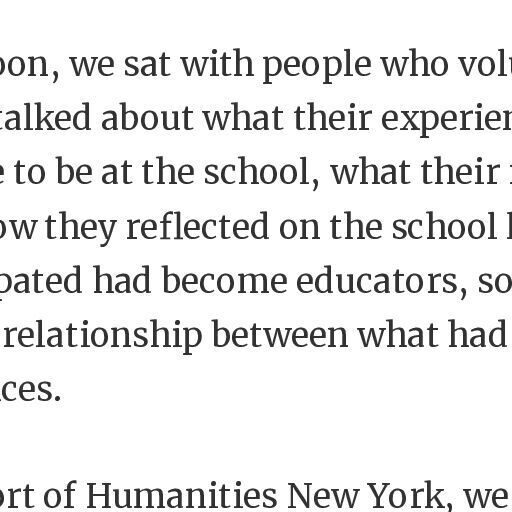 oon, we sat with people who
talked about what their
to be at the school, what their
ow they reflected on the school
pated had become educators, so
relationship between what had
ces.
ort of Humanities New York, we